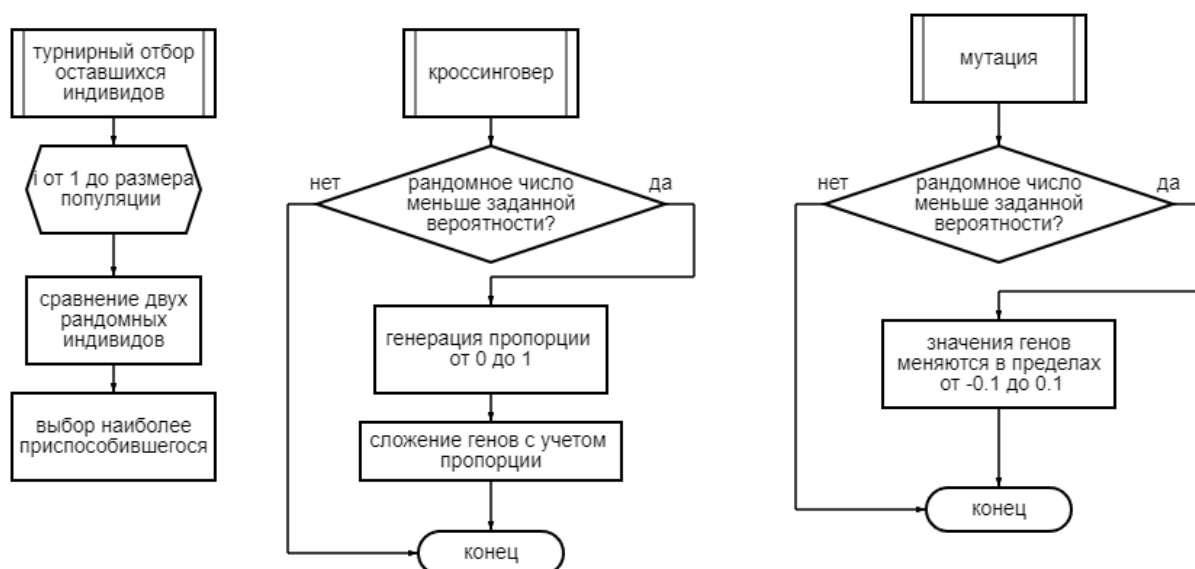 турнирный отбор
оставшихся
индивидов
i от 1 до размера
популяции
сравнение двух
рандомных
индивидов
выбор наиболее
приспособившегося
кроссинговер
нет
рандомное число
меньше заданной
вероятности?
да
генерация пропорции
от 0 до 1
сложение генов с учетом
пропорции
конец
мутация
нет
рандомное число
меньше заданной
вероятности?
да
значения генов
меняются в пределах
от -0.1 до 0.1
конец